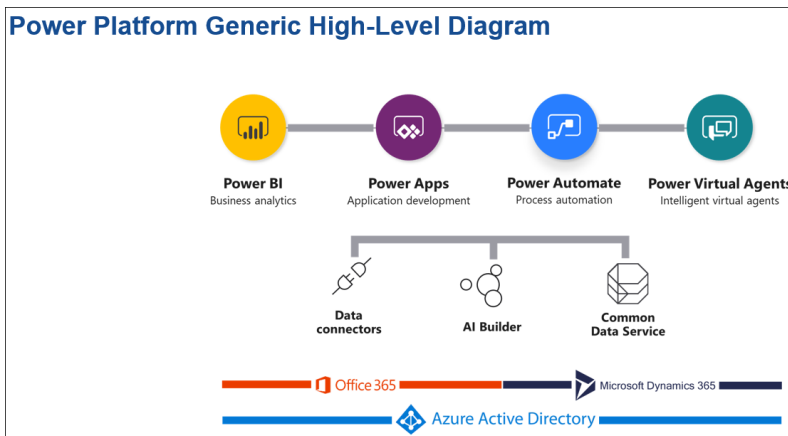 Power Platform Generic High-Level Diagram
Power BI
Business analytics
Power Apps
Application development
Power Automate
Process automation
Power Virtual Agents
Intelligent virtual agents
Data
connectors
AI Builder
Common
Data Service
Office 365
Microsoft Dynamics 365
Azure Active Directory